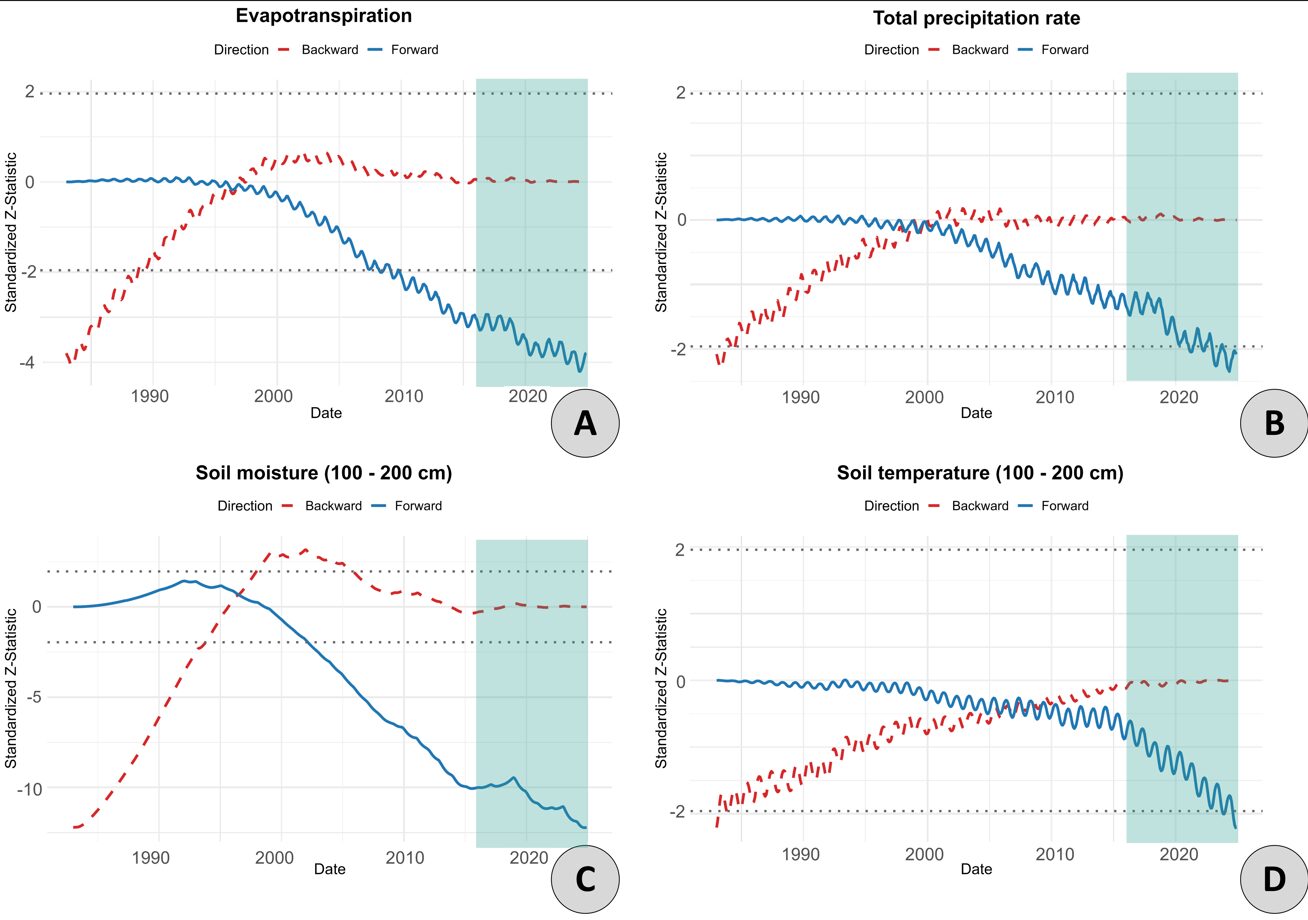 Evapotranspiration
Direction Backward Forward
Standardized Z-Statistic
2
0
-2
-4
1990 2000 2010 2020
Date
A
Total precipitation rate
Direction Backward Forward
Standardized Z-Statistic
2
0
-2
1990 2000 2010 2020
Date
B
Soil moisture (100 - 200 cm)
Direction Backward Forward
Standardized Z-Statistic
0
-5
-10
1990 2000 2010 2020
Date
C
Soil temperature (100 - 200 cm)
Direction Backward Forward
Standardized Z-Statistic
2
0
-2
1990 2000 2010 2020
Date
D